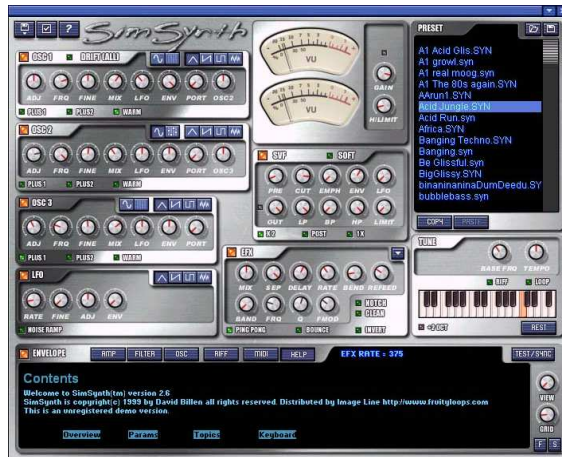 SimSynth
?
PRESET
OSC 1 DRIFT (ALL)
ADJ FRQ FINE MIX LFO ENV PORT OSC2
PLUS 1 PLUS2 WARM
VU
VU
GAIN
H/LIMIT
A1 Acid Glis.SYN
A1 growl.syn
A1 real moog.syn
A1 The 80s again.SYN
AArun1.SYN
Acid Jungle.SYN
Acid Run.syn
Africa.SYN
Banging Techno.SYN
Banging.syn
Be Glissful.syn
BigGlissy.SYN
binaninaninaDumDeedu.SY
bubblebass.syn
COPY PASTE
OSC 2
ADJ FRQ FINE MIX LFO ENV PORT OSC3
PLUS 1 PLUS2 WARM
SVF SOFT
PRE CUT EMPH ENV LFO
OUT LP BP HP LIMIT
X2 POST 1X
OSC 3
ADJ FRQ FINE MIX LFO ENV PORT
PLUS 1 PLUS2 WARM
EFX
MIX SEP DELAY RATE BEND REFEED
BAND FRQ Q FMOD
NOTCH
CLEAN
PING PONG BOUNCE INVERT
TUNE
BASE FRQ TEMPO
RIFF LOOP
+2 OCT REST
LFO
RATE FINE ADJ ENV
NOISE RAMP
ENVELOPE AMP FILTER OSC RIFF MIDI HELP EFX RATE : 375 TEST/SYNC
Contents
Welcome to SimSynth(tm) version 2.6
SimSynth is copyright(c) 1999 by David Billen all rights reserved. Distributed by Image Line http://www.fruityloops.com
This is an unregistered demo version.
Overview Params Topics Keyboard
VIEW
GRID
F S